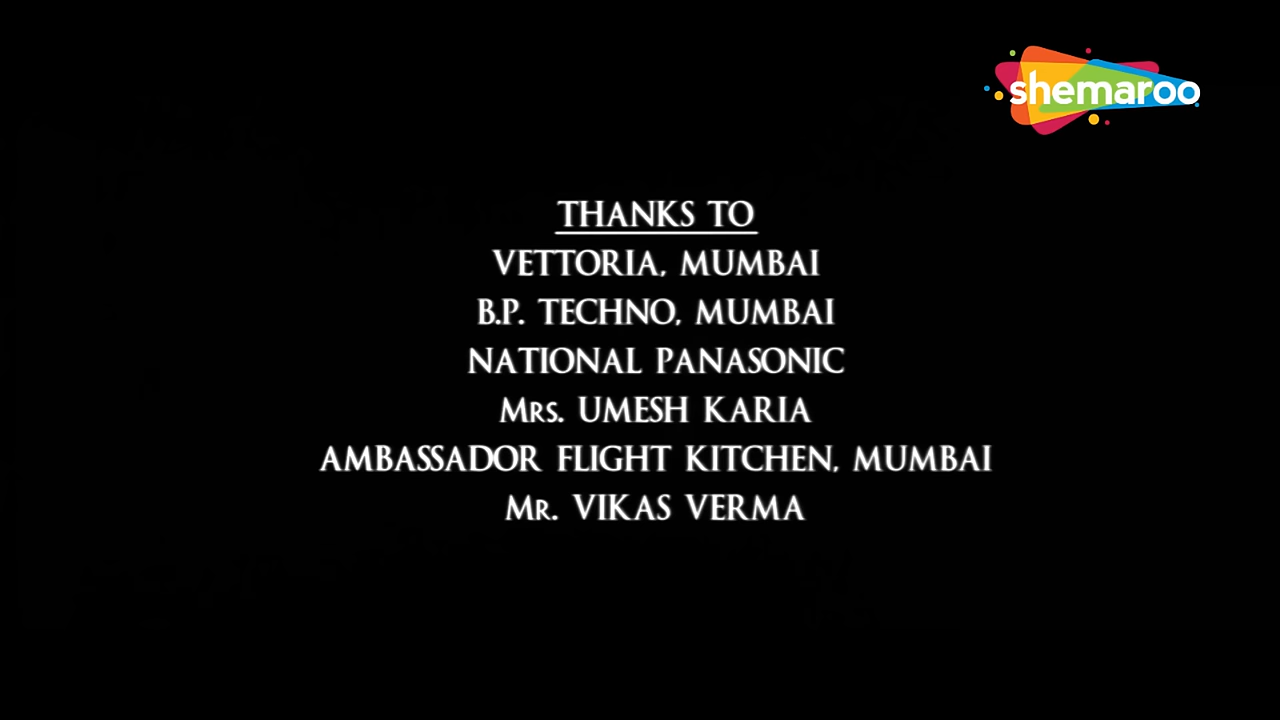 shemaroo
THANKS TO
VETTORIA, MUMBAI
B.P. TECHNO, MUMBAI
NATIONAL PANASONIC
MRS. UMESH KARIA
AMBASSADOR FLIGHT KITCHEN, MUMBAI
MR. VIKAS VERMA